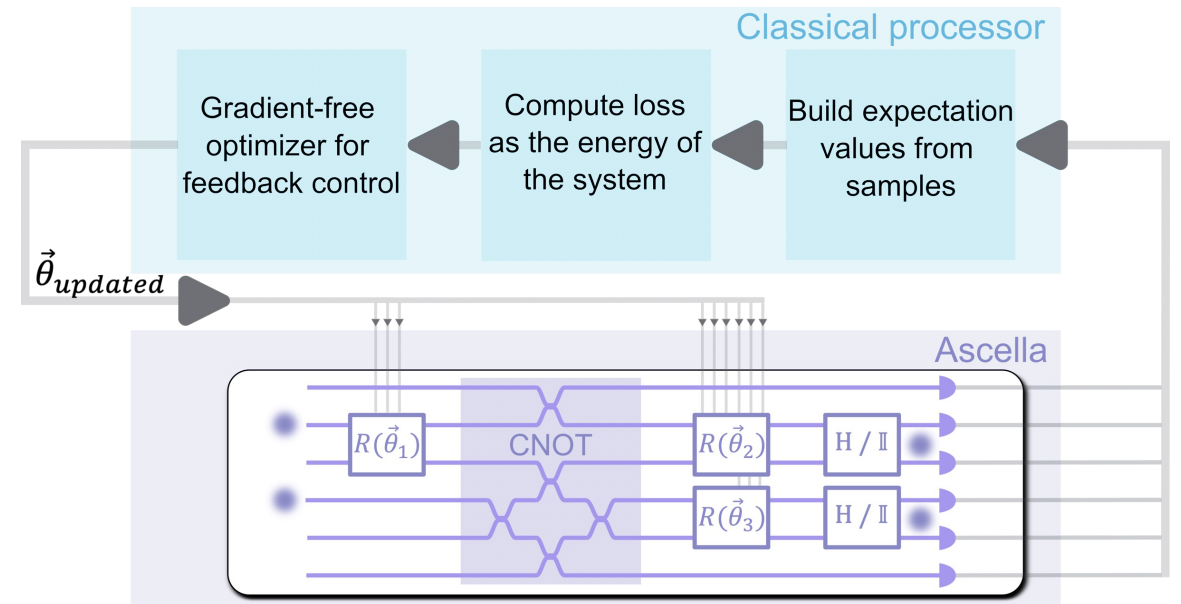 Classical processor
Gradient-free
optimizer for
feedback control
Compute loss
as the energy of
the system
Build expectation
values from
samples
θ⃗updated
Ascella
R(θ⃗₁)
CNOT
R(θ⃗₂)
H / 𝕀
R(θ⃗₃)
H / 𝕀